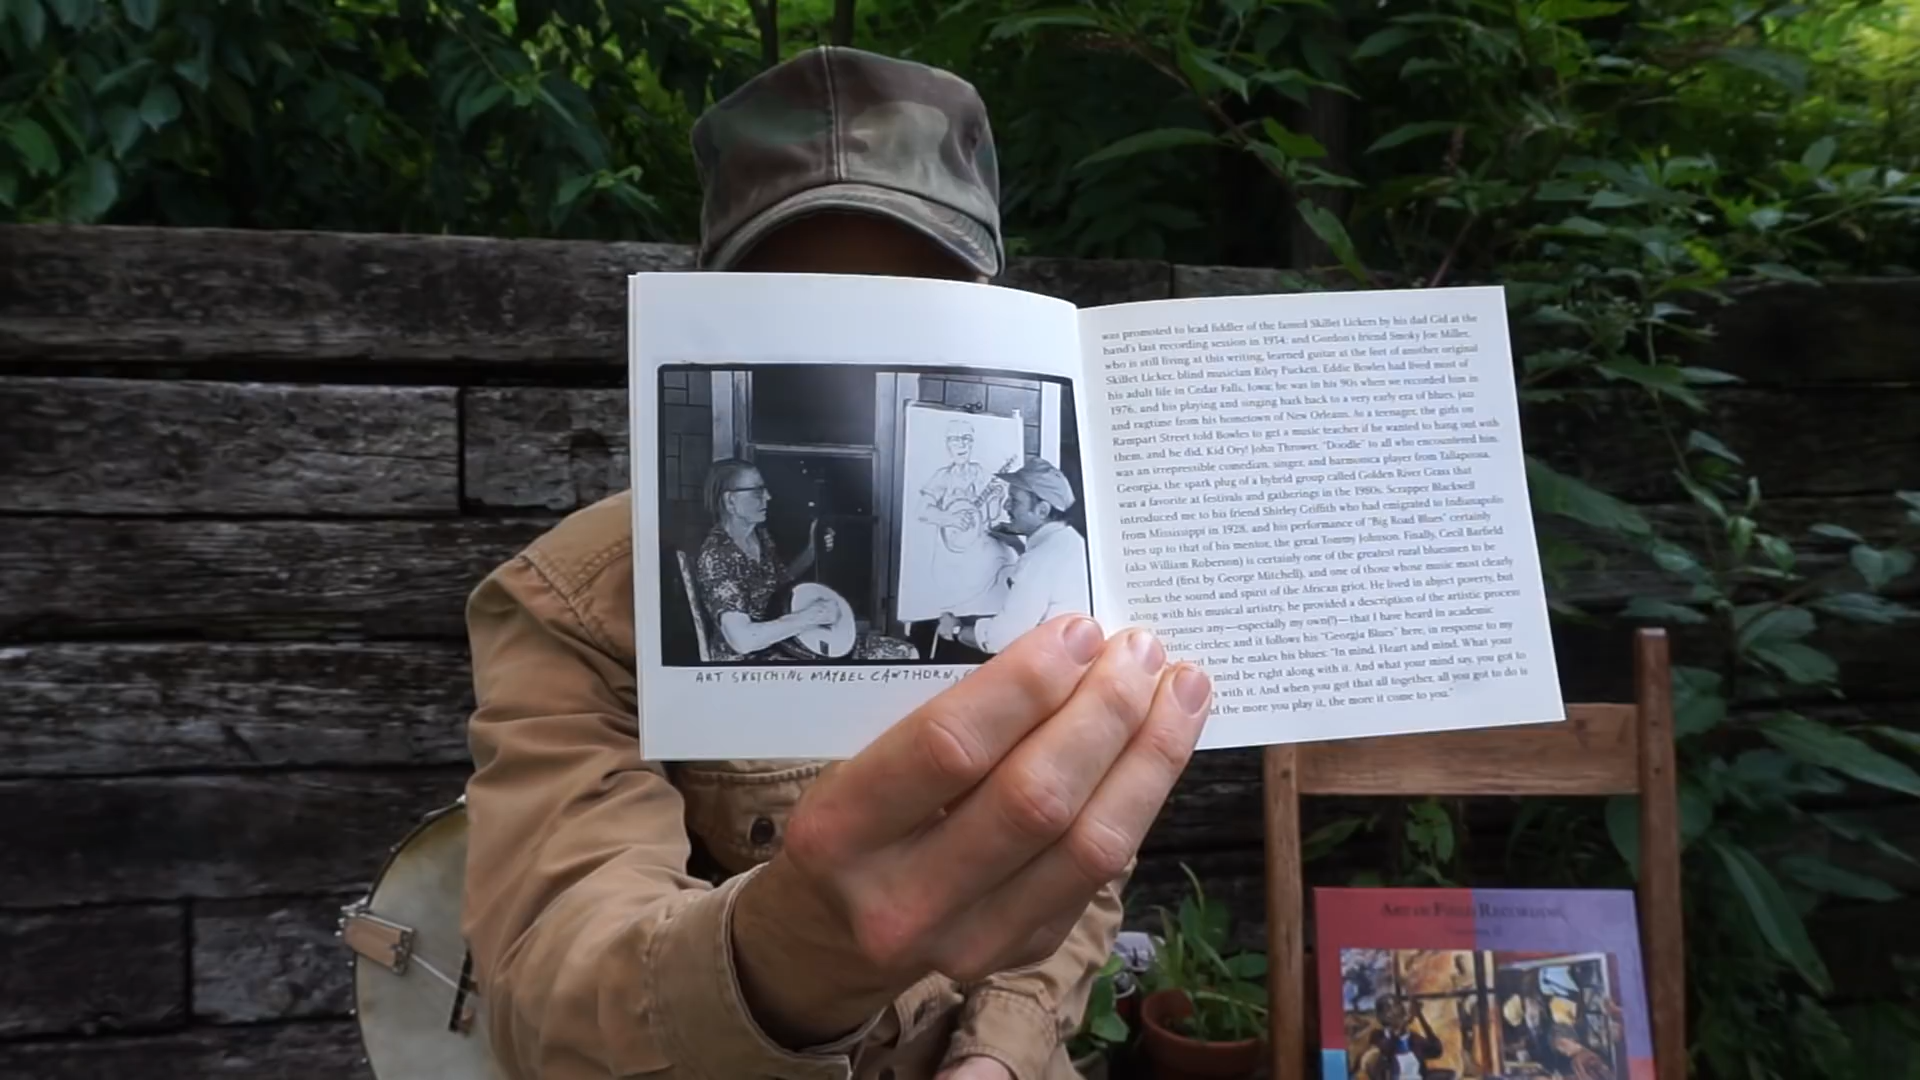 ART SKETCHING MAYBEL CAWTHORN,
was promoted to lead fiddler of the famed Skillet Lickers by his dad Gid at the
band's last recording session in 1934; and Gordon's friend Smoky Joe Miller,
who is still living at this writing, learned guitar at the feet of another original
Skillet Licker, blind musician Riley Puckett. Eddie Bowles had lived most of
his adult life in Cedar Falls, Iowa; he was in his 90s when we recorded him in
1976, and his playing and singing hark back to a very early era of blues, jazz
and ragtime from his hometown of New Orleans. As a teenager, the girls on
Rampart Street told Bowles to get a music teacher if he wanted to hang out with
them, and he did, Kid Ory! John Thrower, "Doodle" to all who encountered him,
was an irrepressible comedian, singer, and harmonica player from Tallapoosa,
Georgia, the spark plug of a hybrid group called Golden River Grass that
was a favorite at festivals and gatherings in the 1980s. Scrapper Blackwell
introduced me to his friend Shirley Griffith who had emigrated to Indianapolis
from Mississippi in 1928, and his performance of "Big Road Blues" certainly
lives up to that of his mentor, the great Tommy Johnson. Finally, Cecil Barfield
(aka William Roberson) is certainly one of the greatest rural bluesmen to be
recorded (first by George Mitchell), and one of those whose music most clearly
evokes the sound and spirit of the African griot. He lived in abject poverty, but
along with his musical artistry, he provided a description of the artistic process
surpasses any—especially my own(!)—that I have heard in academic
tistic circles; and it follows his "Georgia Blues" here, in response to my
how he makes his blues: "In mind. Heart and mind. What your
mind be right along with it. And what your mind say, you got to
with it. And when you got that all together, all you got to do is
d the more you play it, the more it come to you."
ART OF FIELD RECORDING